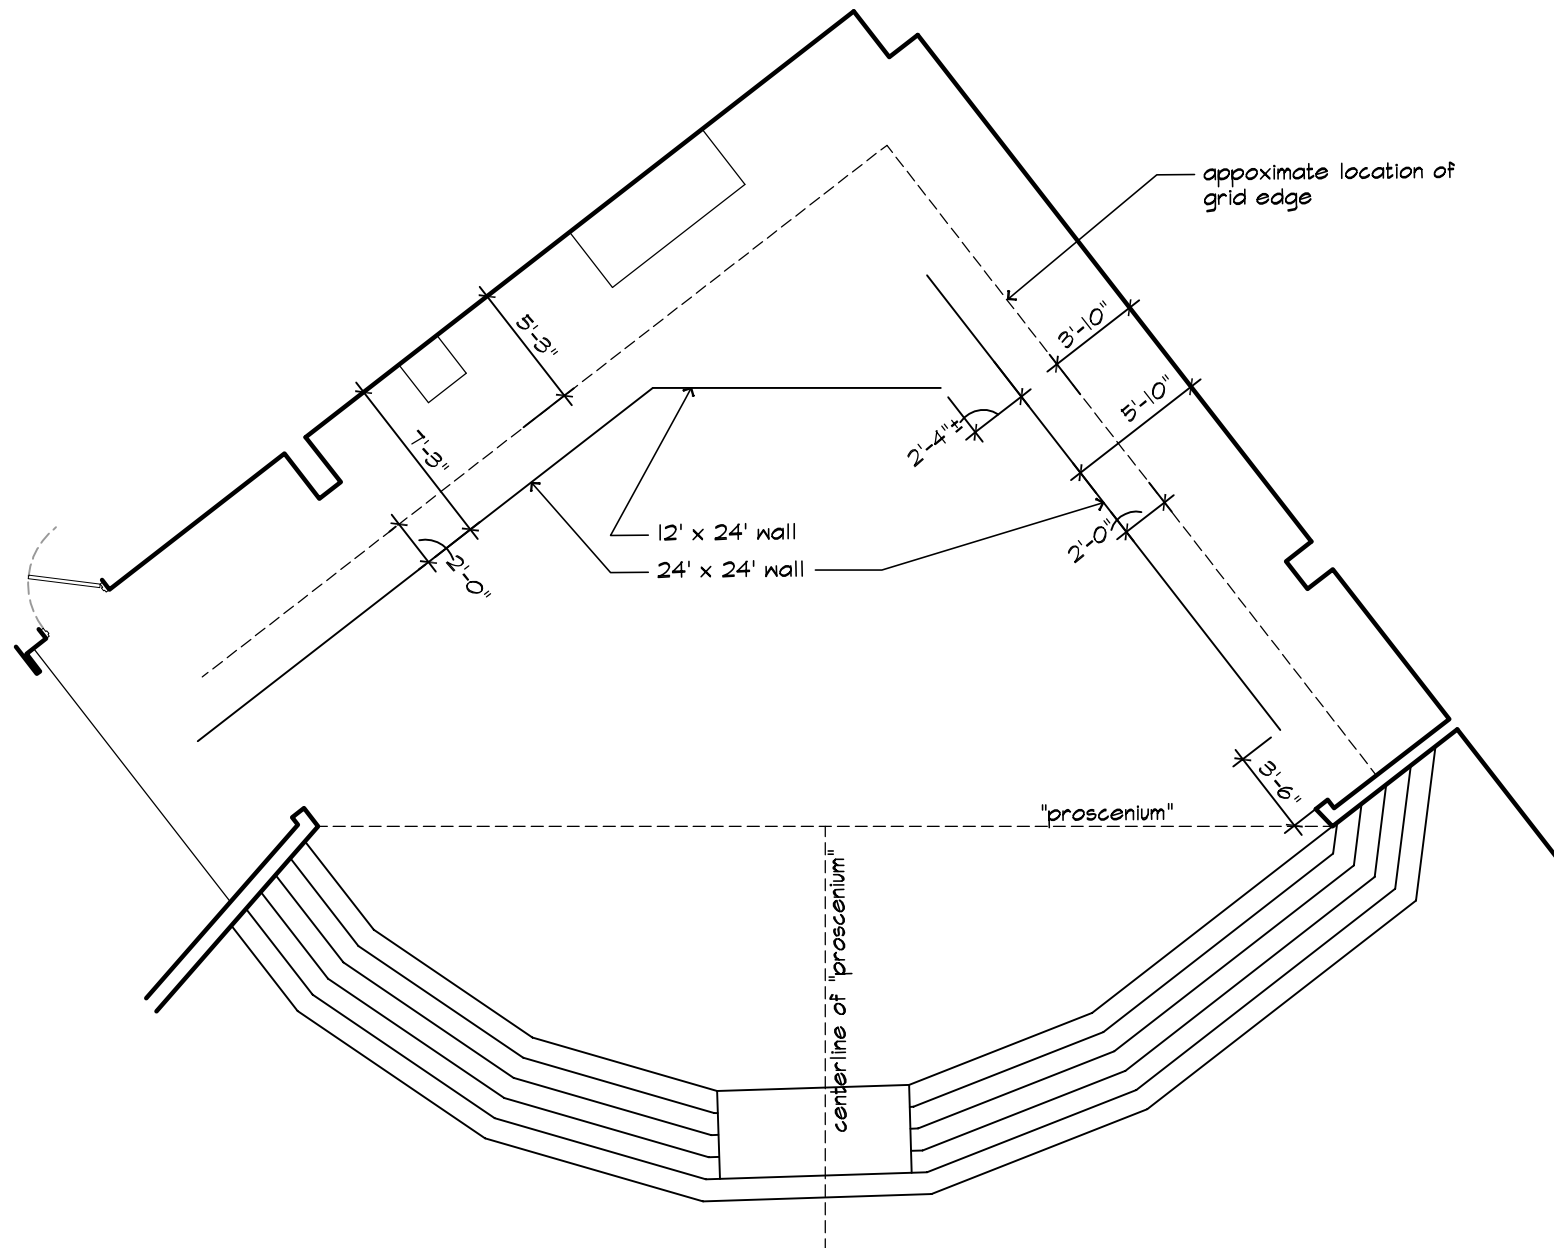 appoximate location of
grid edge
3'-10"
5'-3"
5'-10"
7'-3"
2'-4"±
12' x 24' wall
24' x 24' wall
2'-0"
2'-0"
3'-6"
"proscenium"
centerline of "proscenium"